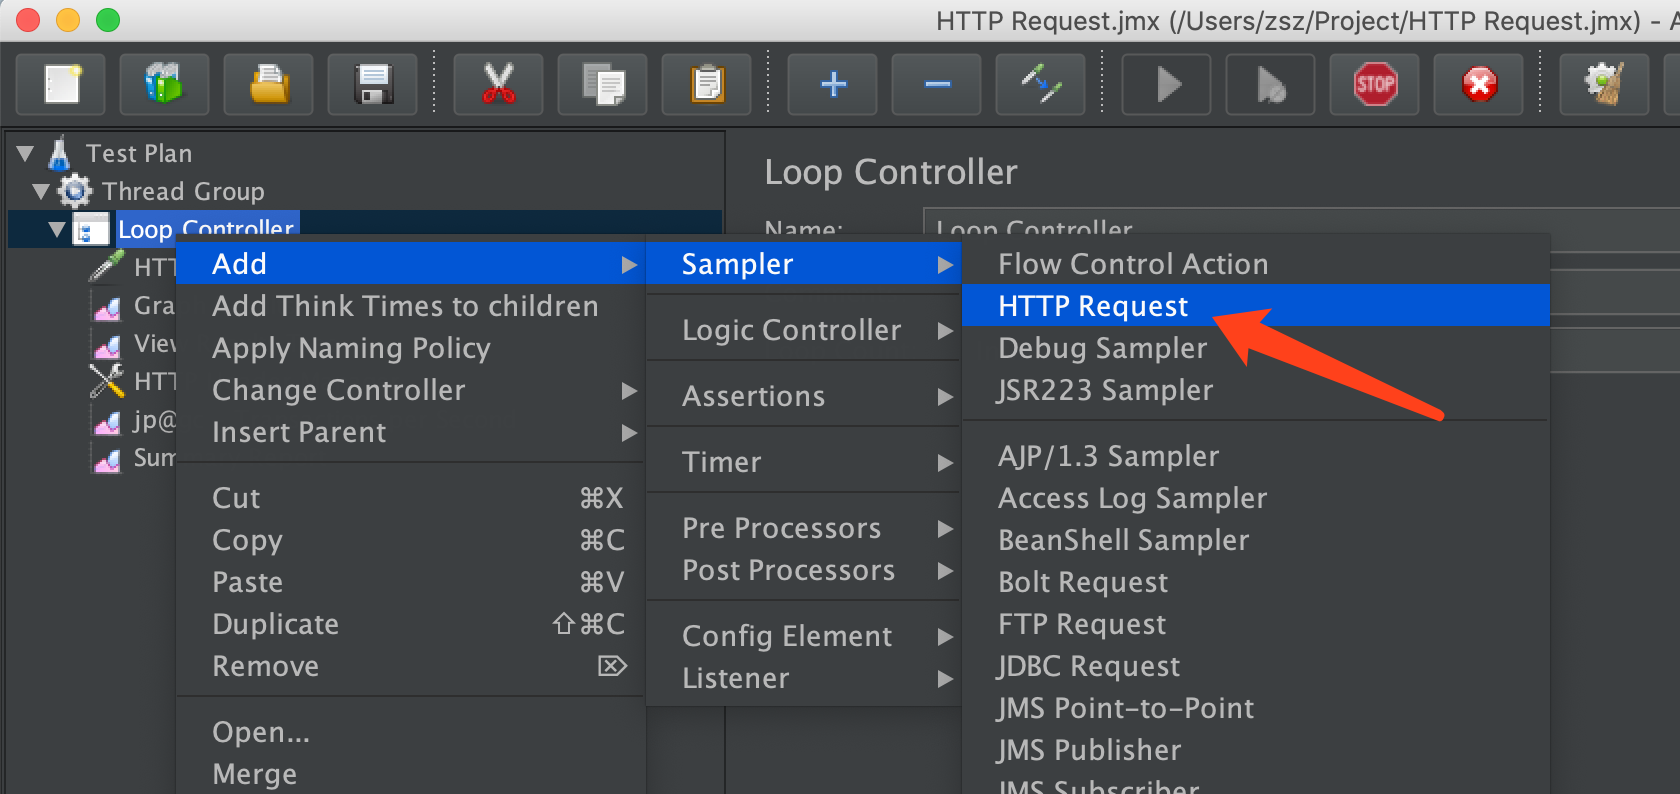 HTTP Request.jmx (/Users/zsz/Project/HTTP Request.jmx) - A
STOP
Test Plan
Thread Group
Loop Controller
HTT
Gra
View
HTT
jp@
Sum
Loop Controller
Name:
Loop Controller
Add
Add Think Times to children
Apply Naming Policy
Change Controller
Insert Parent
Cut ⌘X
Copy ⌘C
Paste ⌘V
Duplicate ⇧⌘C
Remove ⌦
Open...
Merge
Sampler
Logic Controller
Assertions
Timer
Pre Processors
Post Processors
Config Element
Listener
Flow Control Action
HTTP Request
Debug Sampler
JSR223 Sampler
AJP/1.3 Sampler
Access Log Sampler
BeanShell Sampler
Bolt Request
FTP Request
JDBC Request
JMS Point-to-Point
JMS Publisher
JMS Subscriber